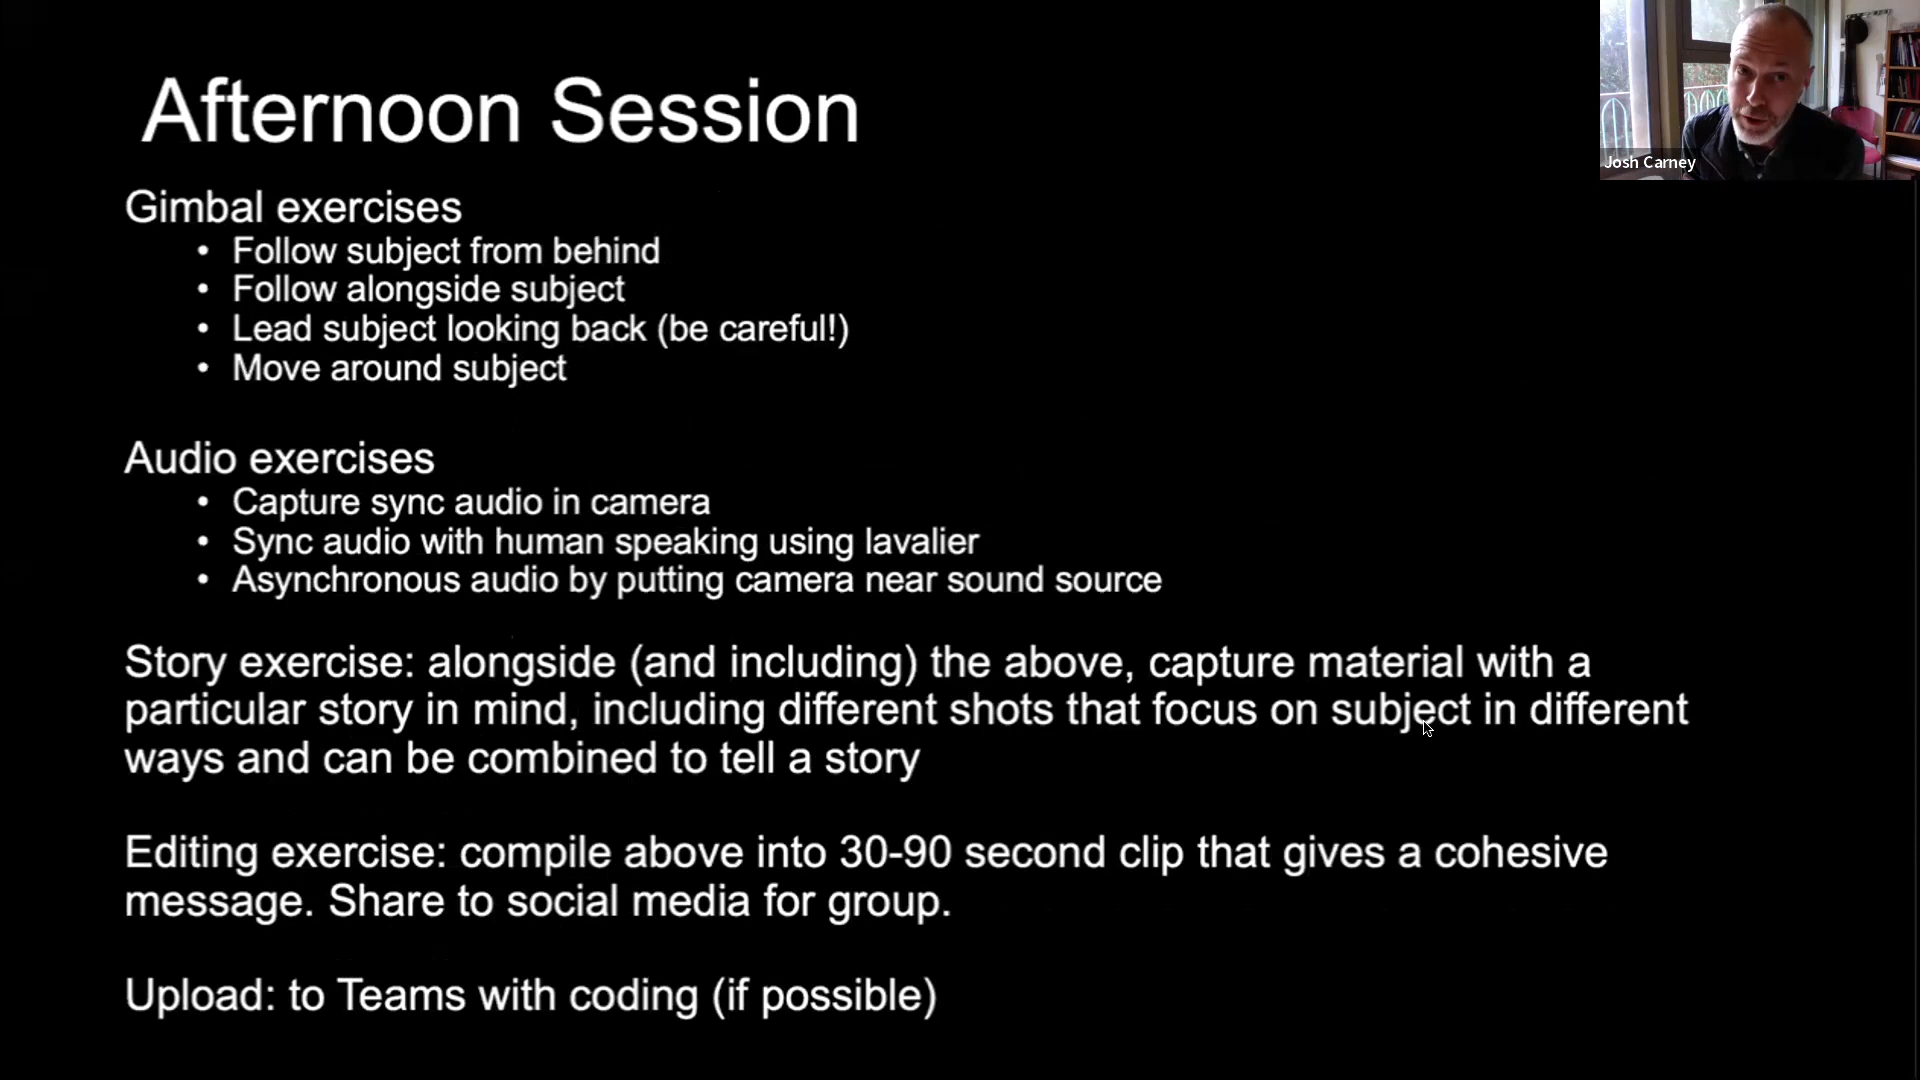 Afternoon Session
Josh Carney
Gimbal exercises
• Follow subject from behind
• Follow alongside subject
• Lead subject looking back (be careful!)
• Move around subject
Audio exercises
• Capture sync audio in camera
• Sync audio with human speaking using lavalier
• Asynchronous audio by putting camera near sound source
Story exercise: alongside (and including) the above, capture material with a
particular story in mind, including different shots that focus on subject in different
ways and can be combined to tell a story
Editing exercise: compile above into 30-90 second clip that gives a cohesive
message. Share to social media for group.
Upload: to Teams with coding (if possible)